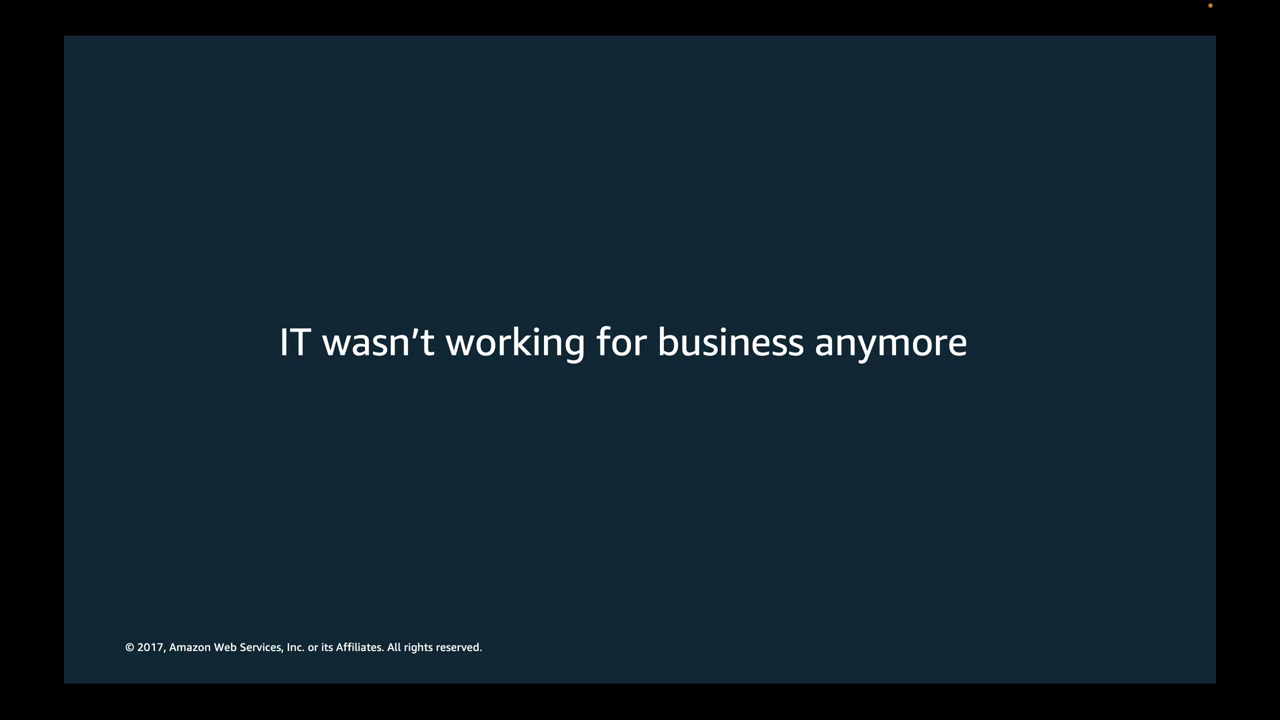 IT wasn’t working for business anymore
© 2017, Amazon Web Services, Inc. or its Affiliates. All rights reserved.